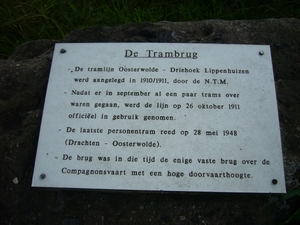 De Trambrug
- De tramlijn Oosterwolde - Driehoek Lippenhuizen
werd aangelegd in 1910/1911, door de N.T.M.
- Nadat er in september al een paar trams over
waren gegaan, werd de lijn op 26 oktober 1911
officiëel in gebruik genomen.
- De laatste personentram reed op 28 mei 1948
(Drachten - Oosterwolde).
- De brug was in die tijd de enige vaste brug over de
Compagnonsvaart met een hoge doorvaarthoogte.